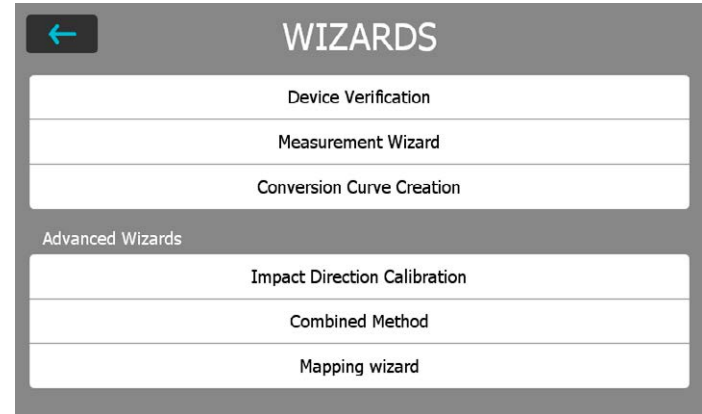 WIZARDS
Device Verification
Measurement Wizard
Conversion Curve Creation
Advanced Wizards
Impact Direction Calibration
Combined Method
Mapping wizard